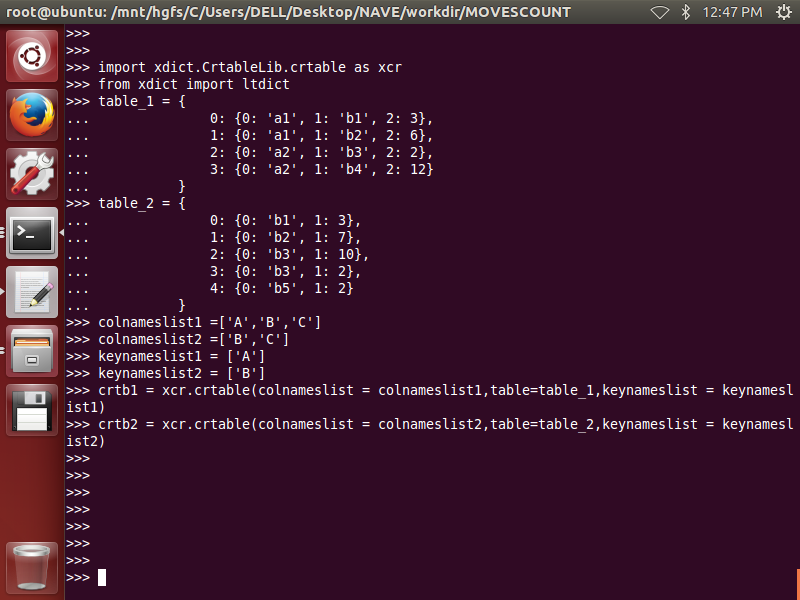 root@ubuntu: /mnt/hgfs/C/Users/DELL/Desktop/NAVE/workdir/MOVESCOUNT 12:47 PM
>>>
>>>
>>> import xdict.CrtableLib.crtable as xcr
>>> from xdict import ltdict
>>> table_1 = {
...               0: {0: 'a1', 1: 'b1', 2: 3},
...               1: {0: 'a1', 1: 'b2', 2: 6},
...               2: {0: 'a2', 1: 'b3', 2: 2},
...               3: {0: 'a2', 1: 'b4', 2: 12}
...           }
>>> table_2 = {
...               0: {0: 'b1', 1: 3},
...               1: {0: 'b2', 1: 7},
...               2: {0: 'b3', 1: 10},
...               3: {0: 'b3', 1: 2},
...               4: {0: 'b5', 1: 2}
...           }
>>> colnameslist1 =['A','B','C']
>>> colnameslist2 =['B','C']
>>> keynameslist1 = ['A']
>>> keynameslist2 = ['B']
>>> crtb1 = xcr.crtable(colnameslist = colnameslist1,table=table_1,keynameslist = keynamesl
ist1)
>>> crtb2 = xcr.crtable(colnameslist = colnameslist2,table=table_2,keynameslist = keynamesl
ist2)
>>>
>>>
>>>
>>>
>>>
>>>
>>>
>>>